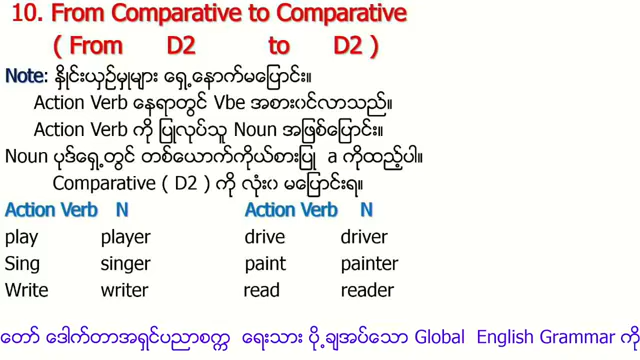 10. From Comparative to Comparative
( From D2 to D2 )
Note: နှိုင်းယှဉ်မှုများ ရှေ့နောက်မပြောင်း။
Action Verb နေရာတွင် Vbe အစားဝင်လာသည်။
Action Verb ကို ပြုလုပ်သူ Noun အဖြစ်ပြောင်း။
Noun ပုဒ်ရှေ့တွင် တစ်ယောက်ကိုယ်စားပြု a ကိုထည့်ပါ။
Comparative ( D2 ) ကို လုံးဝ မပြောင်းရ။
Action Verb N Action Verb N
play player drive driver
Sing singer paint painter
Write writer read reader
တော် ဒေါက်တာအရှင်ပညာစက္က ရေးသား ပို့ချအပ်သော Global English Grammar ကို